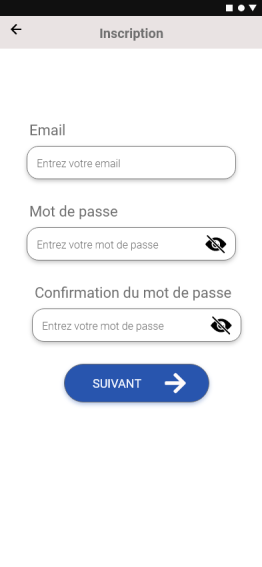 Inscription
Email
Entrez votre email
Mot de passe
Entrez votre mot de passe
Confirmation du mot de passe
Entrez votre mot de passe
SUIVANT